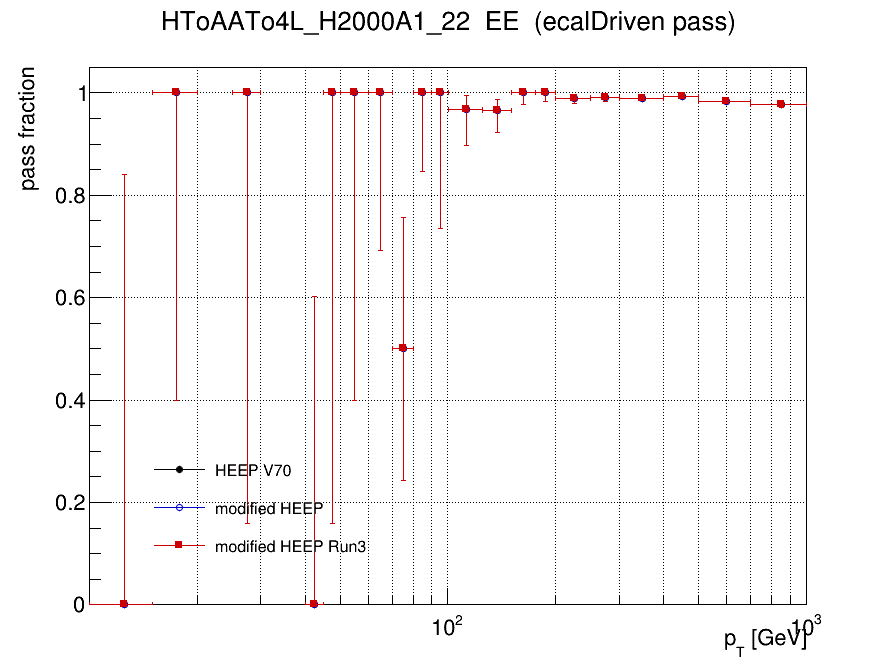 HToAATo4L_H2000A1_22 EE (ecalDriven pass)
pass fraction
1
0.8
0.6
0.4
0.2
0
HEEP V70
modified HEEP
modified HEEP Run3
10²
10³
p_T [GeV]